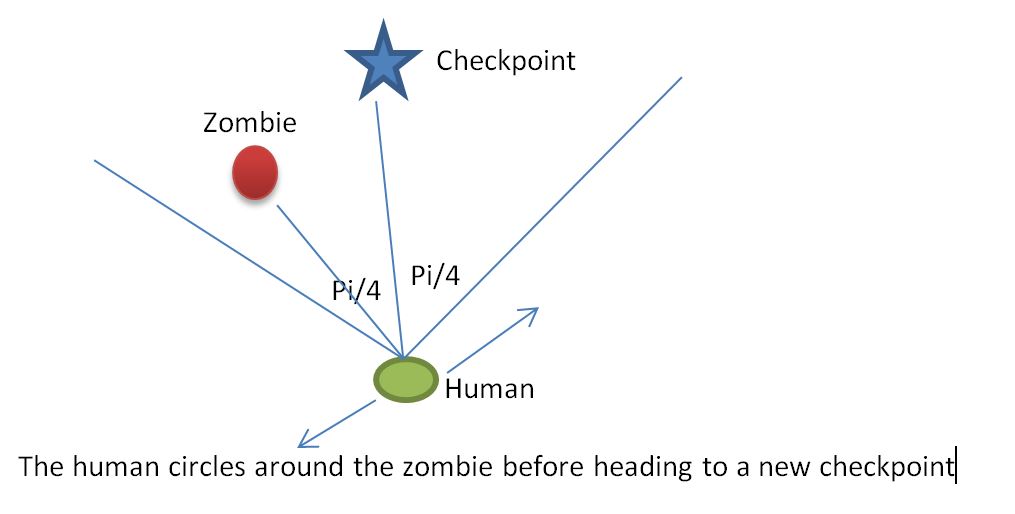 Checkpoint
Zombie
Pi/4
Pi/4
Human
The human circles around the zombie before heading to a new checkpoint